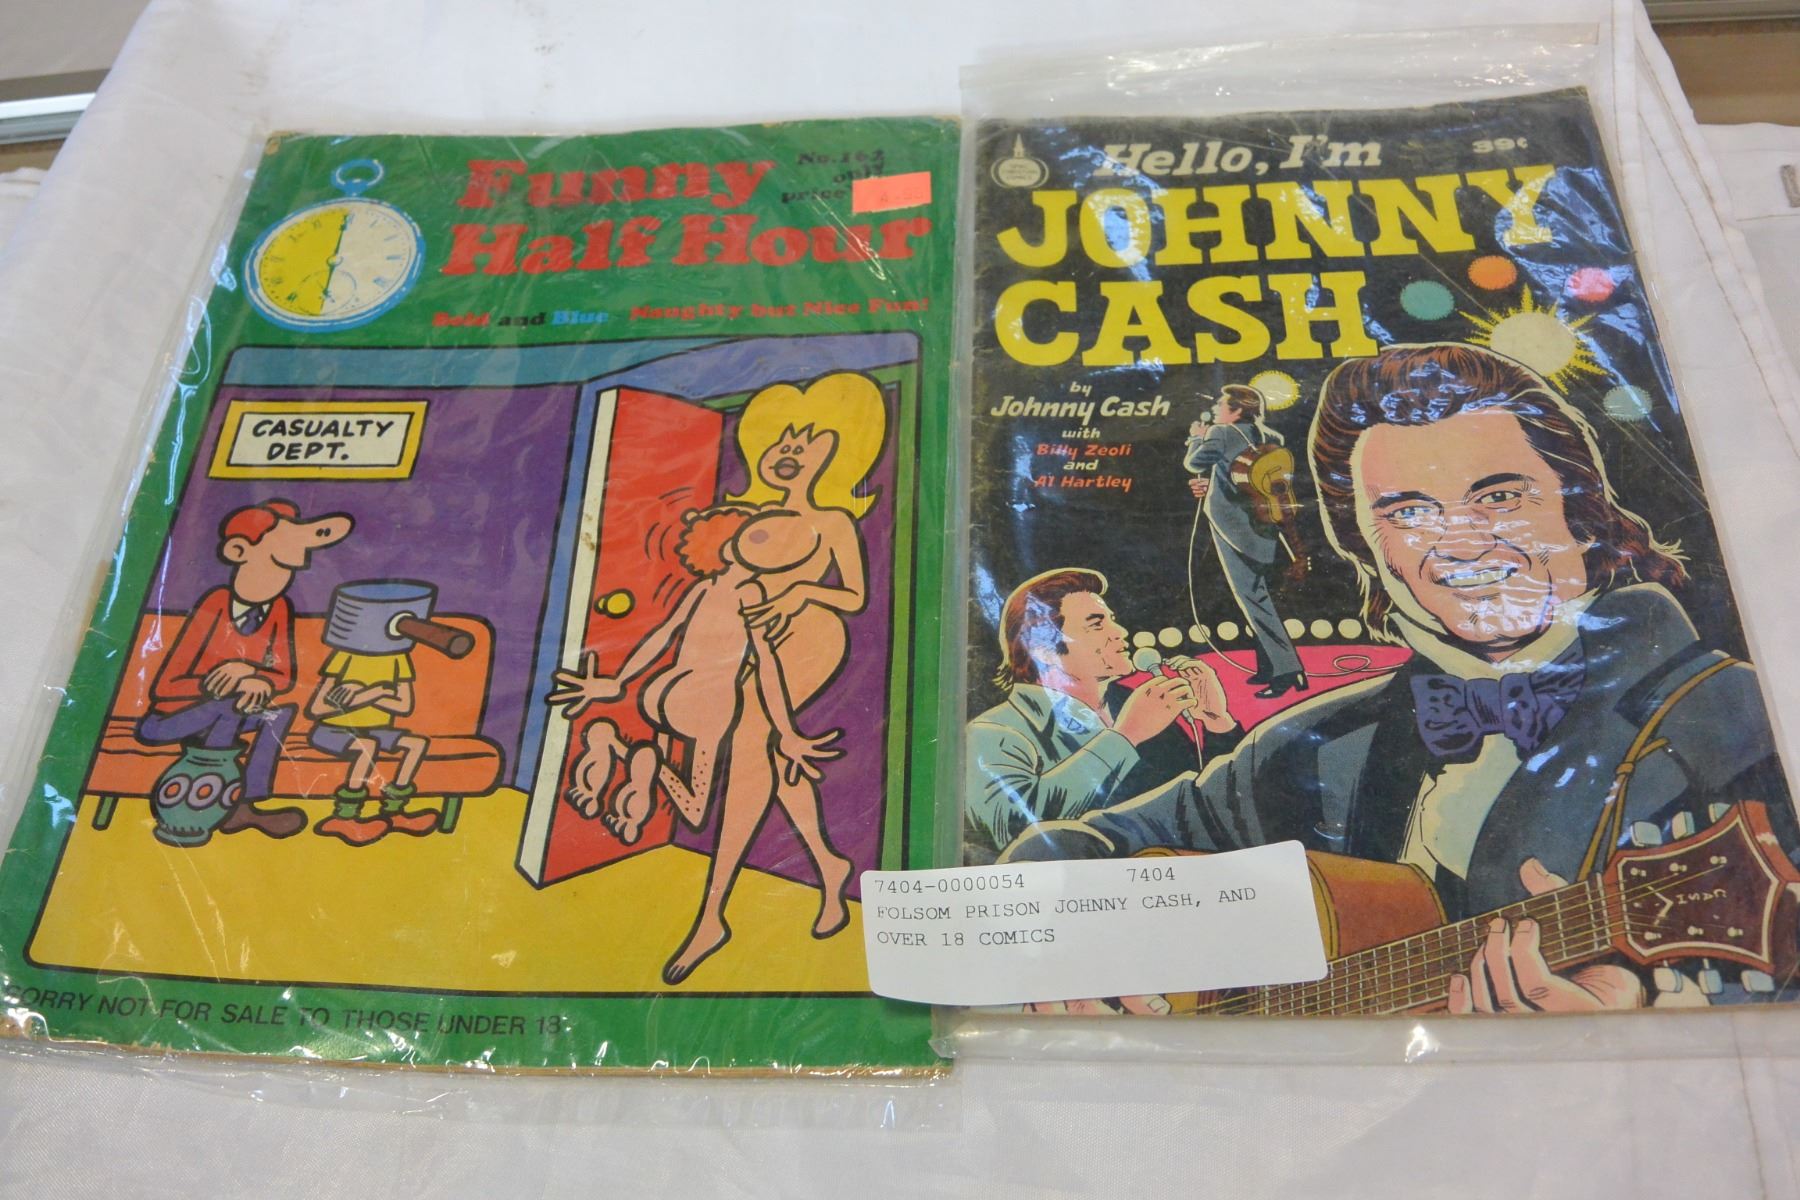 No. 162
only
price
Funny
Half Hour
Bold and Blue Naughty but Nice Fun!
CASUALTY
DEPT.
SORRY NOT FOR SALE TO THOSE UNDER 18
Hello, I'm
39¢
JOHNNY
CASH
by
Johnny Cash
with
Billy Zeoli
and
Al Hartley
7404-0000054 7404
FOLSOM PRISON JOHNNY CASH, AND
OVER 18 COMICS